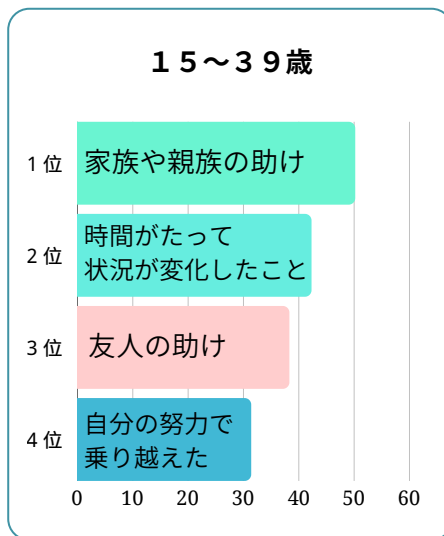 １５～３９歳
1 位
家族や親族の助け
2 位
時間がたって
状況が変化したこと
3 位
友人の助け
4 位
自分の努力で
乗り越えた
0 10 20 30 40 50 60